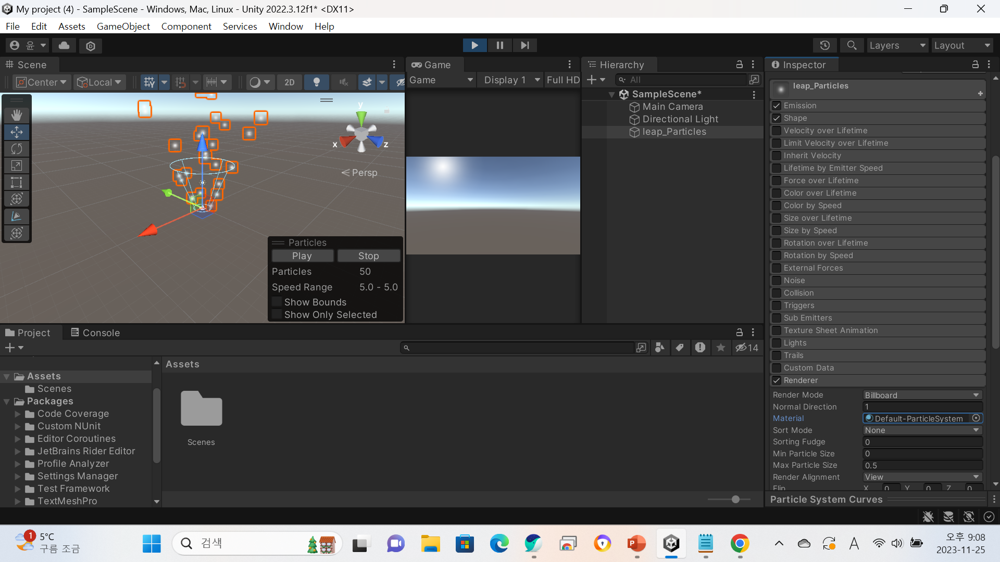 My project (4) - SampleScene - Windows, Mac, Linux - Unity 2022.3.12f1* <DX11>
File Edit Assets GameObject Component Services Window Help
윤
Layers
Layout
Scene
Center
Local
2D
y
x
z
Persp
Particles
Play Stop
Particles 50
Speed Range 5.0 - 5.0
Show Bounds
Show Only Selected
Game
Game Display 1 Full HD
Hierarchy
All
SampleScene*
Main Camera
Directional Light
leap_Particles
Inspector
leap_Particles
Emission
Shape
Velocity over Lifetime
Limit Velocity over Lifetime
Inherit Velocity
Lifetime by Emitter Speed
Force over Lifetime
Color over Lifetime
Color by Speed
Size over Lifetime
Size by Speed
Rotation over Lifetime
Rotation by Speed
External Forces
Noise
Collision
Triggers
Sub Emitters
Texture Sheet Animation
Lights
Trails
Custom Data
Renderer
Render Mode Billboard
Normal Direction 1
Material Default-ParticleSystem
Sort Mode None
Sorting Fudge 0
Min Particle Size 0
Max Particle Size 0.5
Render Alignment View
Flip X 0 Y 0 Z 0
Particle System Curves
Project Console
14
Assets
Scenes
Packages
Code Coverage
Custom NUnit
Editor Coroutines
JetBrains Rider Editor
Profile Analyzer
Settings Manager
Test Framework
TextMeshPro
Assets
Scenes
1
5°C
구름 조금
검색
P
A
오후 9:08
2023-11-25